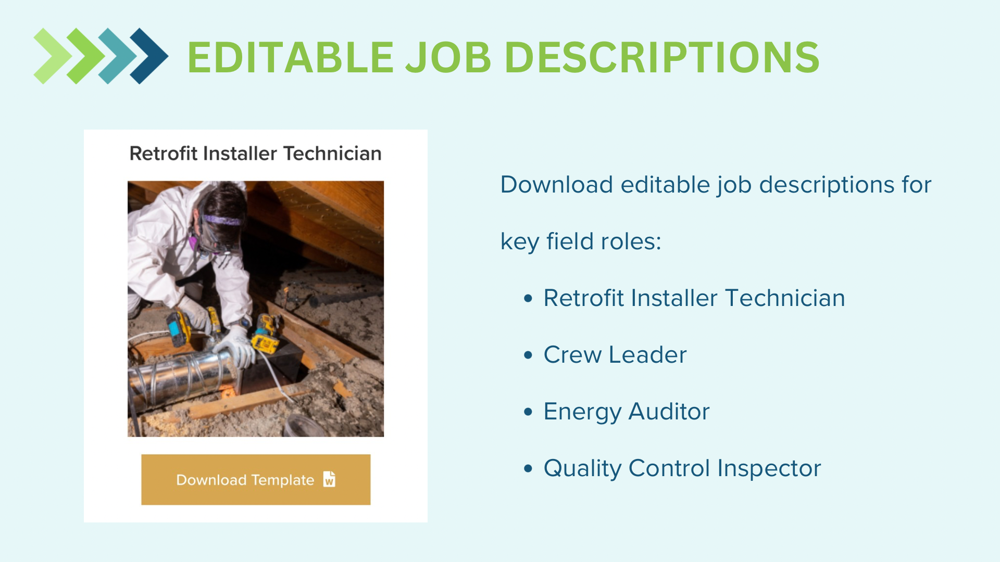 EDITABLE JOB DESCRIPTIONS
Retrofit Installer Technician
Download Template
W
Download editable job descriptions for
key field roles:
• Retrofit Installer Technician
• Crew Leader
• Energy Auditor
• Quality Control Inspector